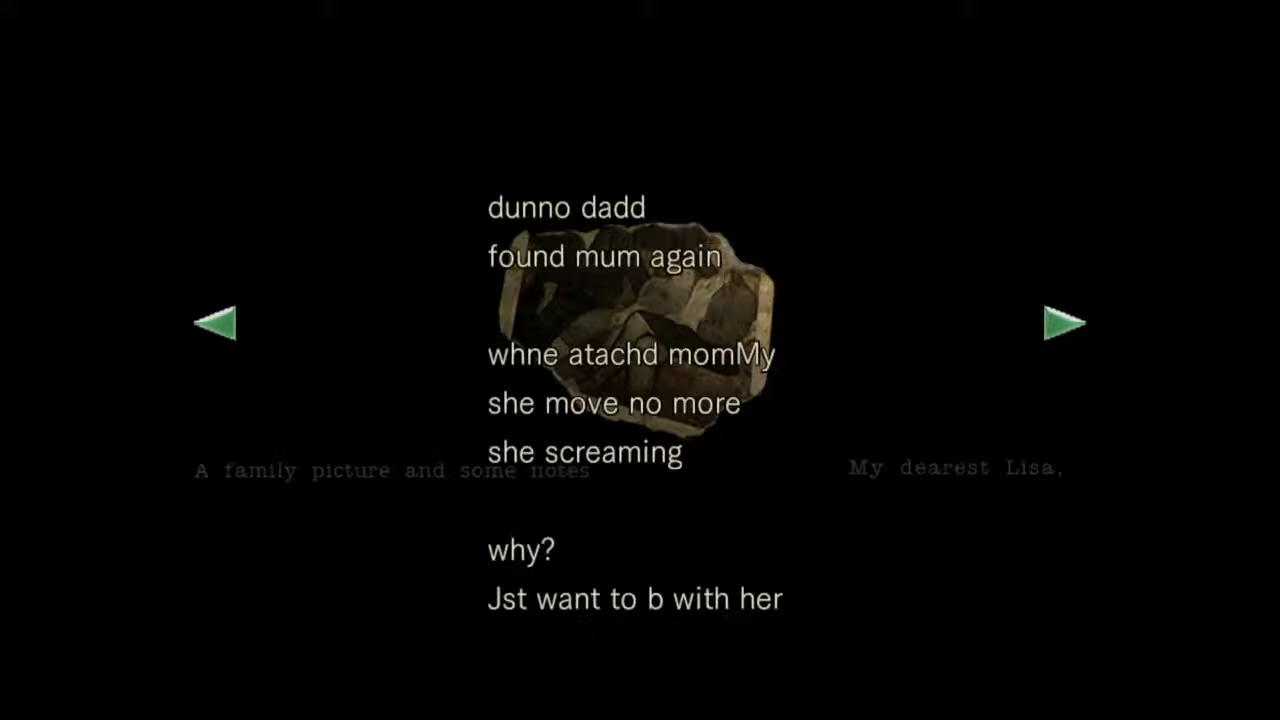 dunno dadd
found mum again
whne atachd momMy
she move no more
she screaming
A family picture and some notes
My dearest Lisa,
why?
Jst want to b with her